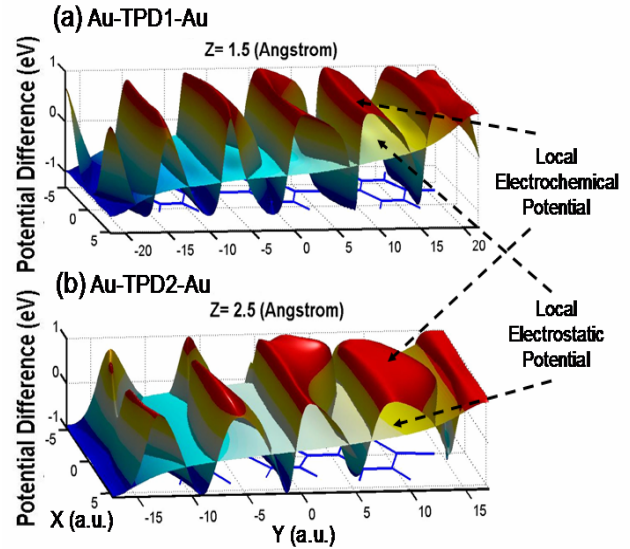 (a) Au-TPD1-Au
Z= 1.5 (Angstrom)
Potential Difference (eV)
1
0
-1
-5
0
5
-20
-15
-10
-5
0
5
10
15
20
Local
Electrochemical
Potential
(b) Au-TPD2-Au
Z= 2.5 (Angstrom)
Local
Electrostatic
Potential
Potential Difference (eV)
1
0
-1
-5
0
5
X (a.u.)
-15
-10
-5
0
5
10
15
Y (a.u.)